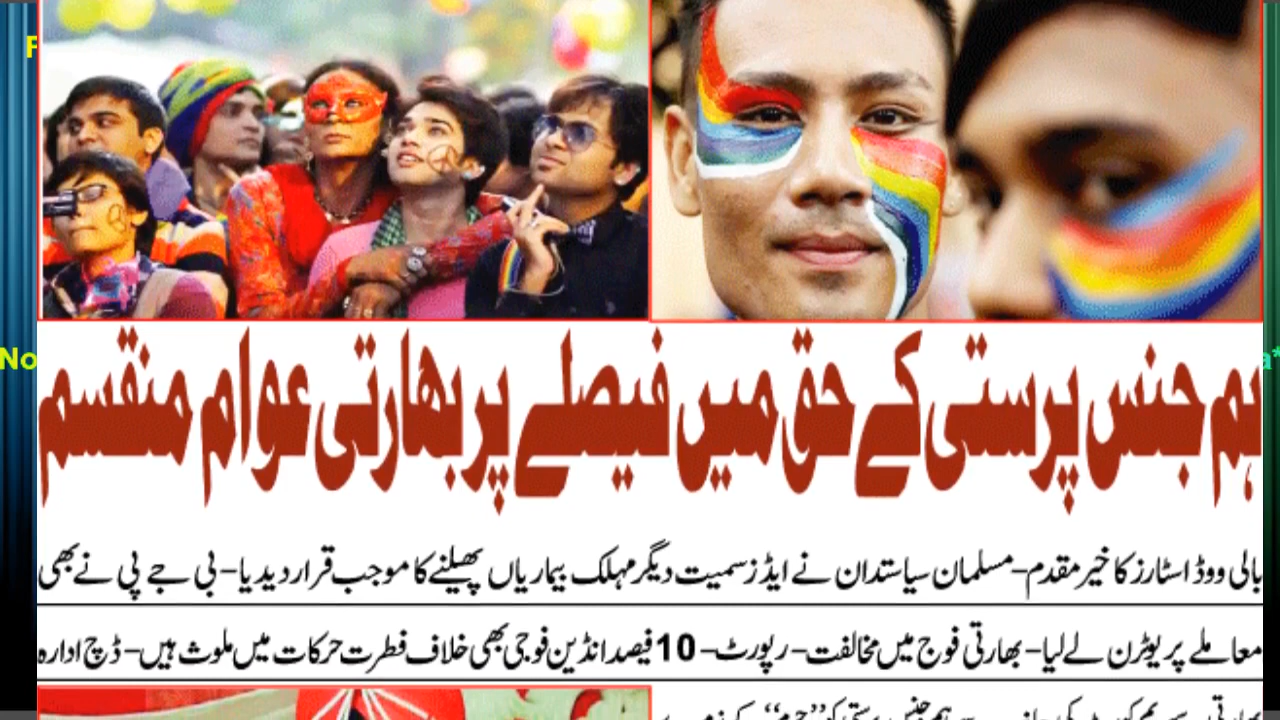 F
No
a*
ہم جنس پرستی کے حق میں فیصلے پر بھارتی عوام منقسم
بالی ووڈ اسٹارز کا خیر مقدم-مسلمان سیاستدان نے ایڈز سمیت دیگر مہلک بیماریاں پھیلنے کا موجب قرار دیدیا-بی جے پی نے بھی
معاملے پر یوٹرن لے لیا-بھارتی فوج میں مخالفت-رپورٹ-10 فیصد انڈین فوجی بھی خلاف فطرت حرکات میں ملوث ہیں-ڈچ ادارہ